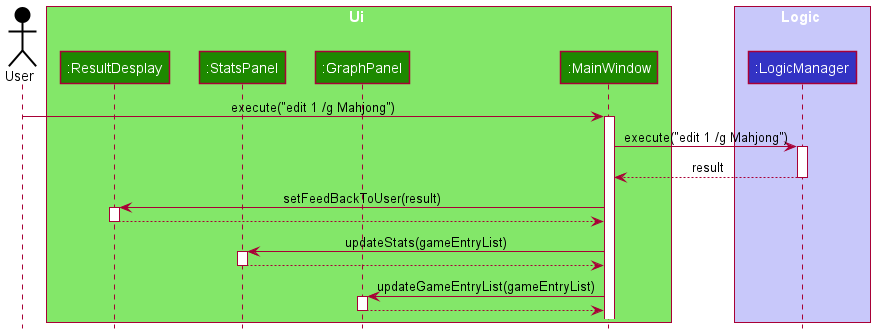 Ui
Logic
User
:ResultDesplay
:StatsPanel
:GraphPanel
:MainWindow
:LogicManager
execute("edit 1 /g Mahjong")
execute("edit 1 /g Mahjong")
result
setFeedBackToUser(result)
updateStats(gameEntryList)
updateGameEntryList(gameEntryList)